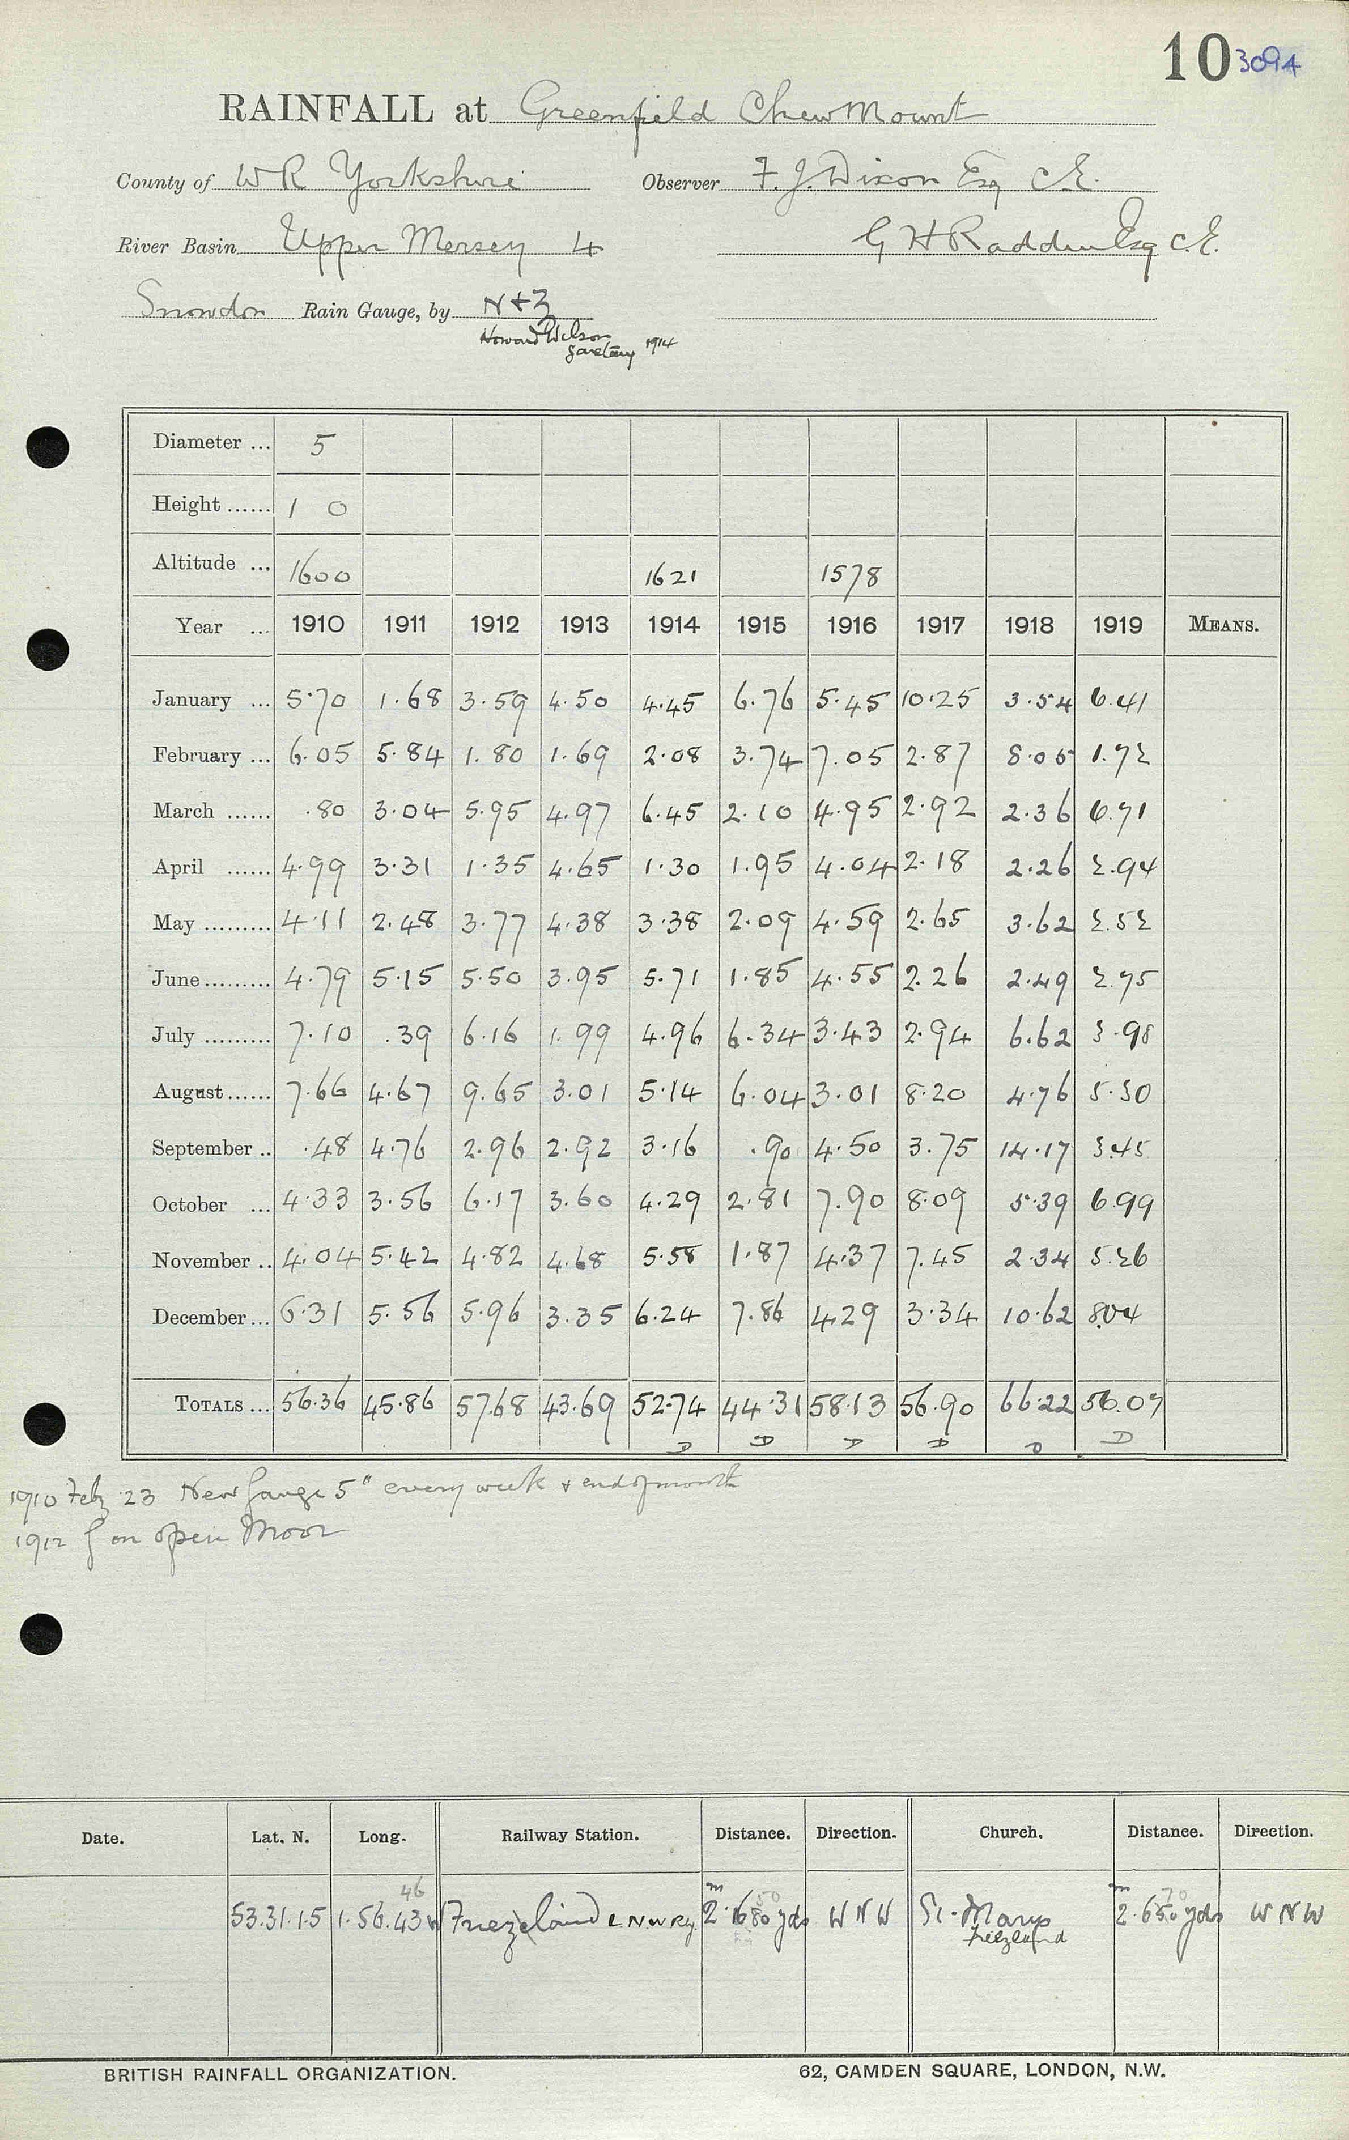 10 3094
RAINFALL at Greenfield Chew Mount
County of W R Yorkshire Observer F. J. Dixon Esq C.E.
River Basin Upper Mersey 4 G H Radden Esq C.E.
Snowdon Rain Gauge, by N+Z
Howard Wilson
Secretary 1914
Diameter ... 5
Height ...... 1 0
Altitude ... 1600 1621 1578
Year ... 1910 1911 1912 1913 1914 1915 1916 1917 1918 1919 MEANS.
January ... 5.70 1.68 3.59 4.50 4.45 6.76 5.45 10.25 3.54 6.41
February ... 6.05 5.84 1.80 1.69 2.08 3.74 7.05 2.87 8.05 1.72
March ...... .80 3.04 5.95 4.97 6.45 2.10 4.95 2.92 2.36 6.71
April ...... 4.99 3.31 1.35 4.65 1.30 1.95 4.04 2.18 2.26 2.94
May ......... 4.11 2.48 3.77 4.38 3.38 2.09 4.59 2.65 3.62 2.52
June ......... 4.79 5.15 5.50 3.95 5.71 1.85 4.55 2.26 2.49 2.75
July ......... 7.10 .39 6.16 1.99 4.96 6.34 3.43 2.94 6.62 3.98
August ...... 7.66 4.67 9.65 3.01 5.14 6.04 3.01 8.20 4.76 5.30
September .. .48 4.76 2.96 2.92 3.16 .90 4.50 3.75 14.17 3.45
October ... 4.33 3.56 6.17 3.60 4.29 2.81 7.90 8.09 5.39 6.99
November .. 4.04 5.42 4.82 4.68 5.58 1.87 4.37 7.45 2.34 5.26
December ... 6.31 5.56 5.96 3.35 6.24 7.86 4.29 3.34 10.62 8.04
TOTALS ... 56.36 45.86 57.68 43.69 52.74 44.31 58.13 56.90 66.22 56.07
D D D D D D
1910 Feb 23 New Gauge 5" every week + end of month
1912 G on open Moor
Date. Lat. N. Long. Railway Station. Distance. Direction. Church. Distance. Direction.
46 m 50 m 70
53.31.15 1.56.43 W Friezeland L.N.W.Ry 2.680 yds W N W St. Marys 2.650 yds W N W
Friezland
BRITISH RAINFALL ORGANIZATION. 62, CAMDEN SQUARE, LONDON, N.W.